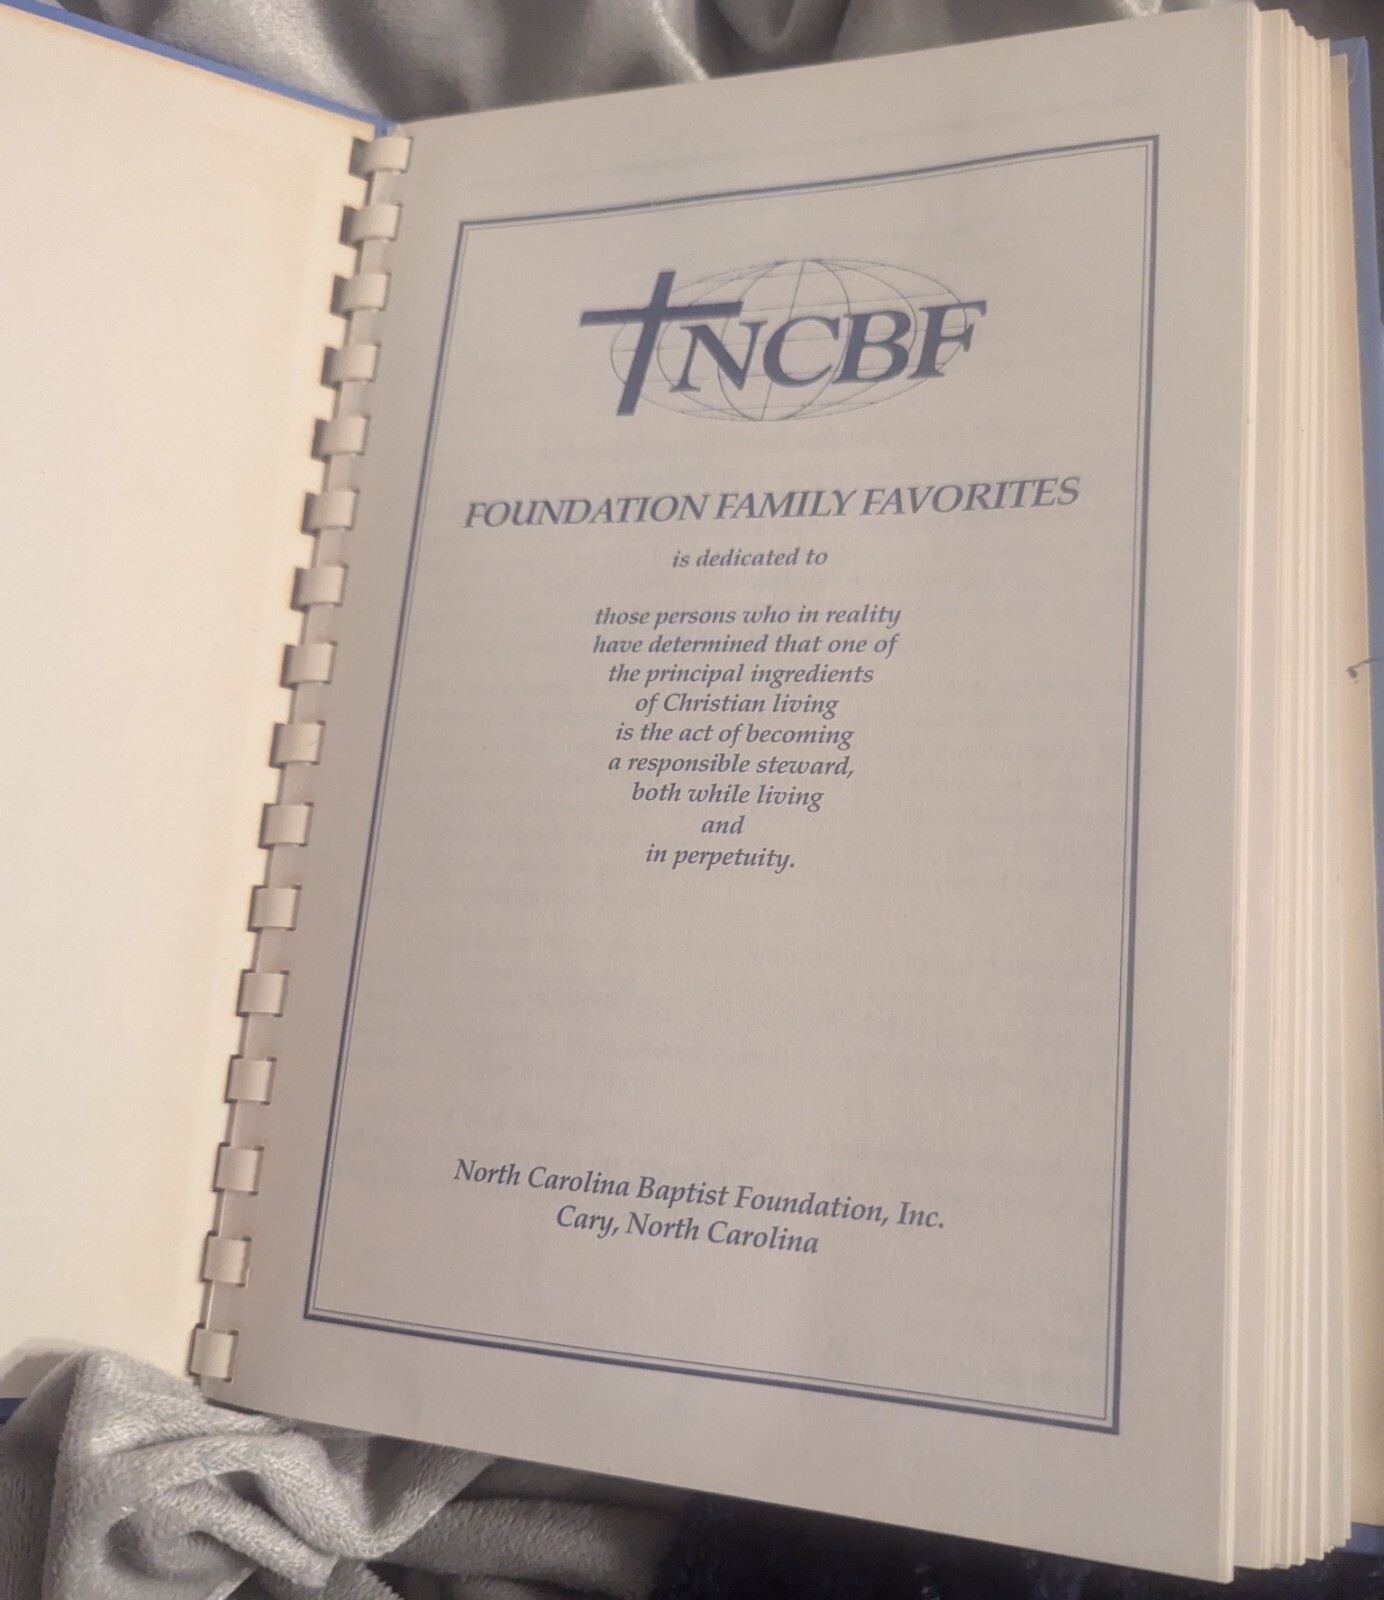 NCBF
FOUNDATION FAMILY FAVORITES
is dedicated to
those persons who in reality
have determined that one of
the principal ingredients
of Christian living
is the act of becoming
a responsible steward,
both while living
and
in perpetuity.
North Carolina Baptist Foundation, Inc.
Cary, North Carolina